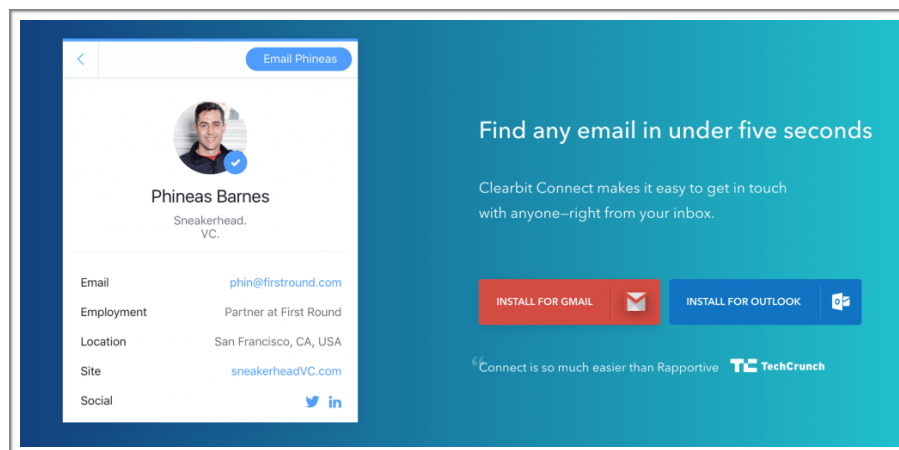 Email Phineas
Phineas Barnes
Sneakerhead.
VC.
Email phin@firstround.com
Employment Partner at First Round
Location San Francisco, CA, USA
Site sneakerheadVC.com
Social
Find any email in under five seconds
Clearbit Connect makes it easy to get in touch
with anyone—right from your inbox.
INSTALL FOR GMAIL
INSTALL FOR OUTLOOK
“Connect is so much easier than Rapportive TechCrunch